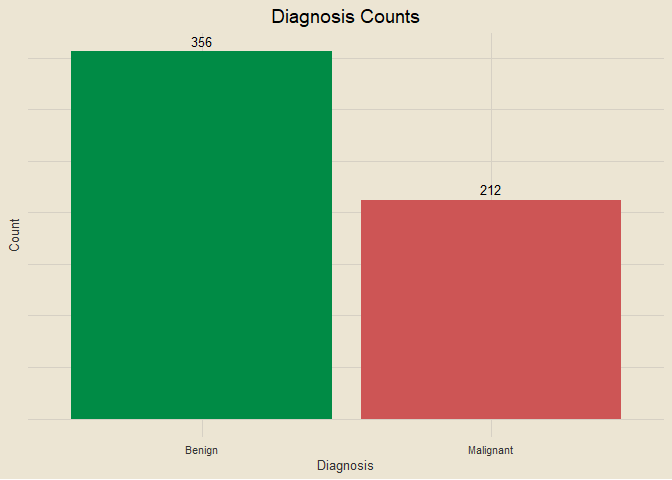 Diagnosis Counts
356
212
Count
Benign
Malignant
Diagnosis